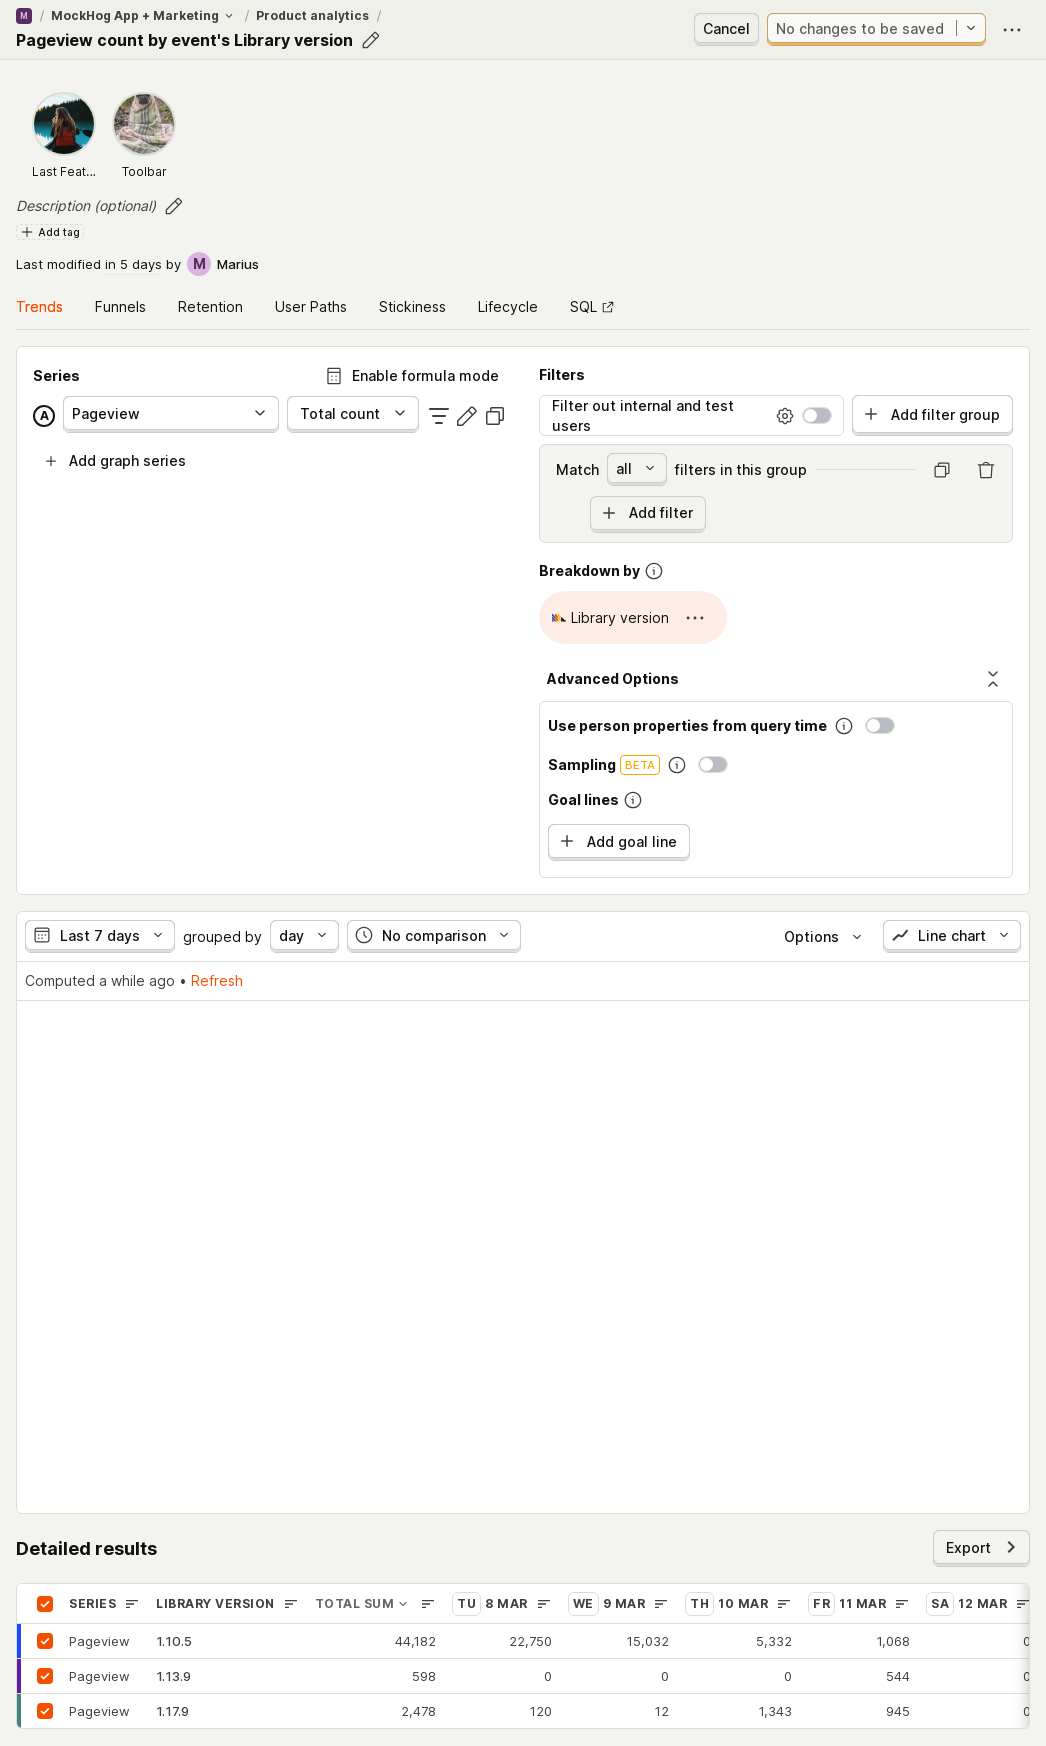 M / MockHog App + Marketing / Product analytics /
Pageview count by event's Library version
Cancel
No changes to be saved
Last Feat...
Toolbar
Description (optional)
Add tag
Last modified in 5 days by M Marius
Trends Funnels Retention User Paths Stickiness Lifecycle SQL
Series
Enable formula mode
A Pageview Total count
Add graph series
Filters
Filter out internal and test users
Add filter group
Match all filters in this group
Add filter
Breakdown by
Library version
Advanced Options
Use person properties from query time
Sampling BETA
Goal lines
Add goal line
Last 7 days grouped by day No comparison Options Line chart
Computed a while ago • Refresh
Detailed results
Export
SERIES LIBRARY VERSION TOTAL SUM TU 8 MAR WE 9 MAR TH 10 MAR FR 11 MAR SA 12 MAR
Pageview 1.10.5 44,182 22,750 15,032 5,332 1,068 0
Pageview 1.13.9 598 0 0 0 544 0
Pageview 1.17.9 2,478 120 12 1,343 945 0